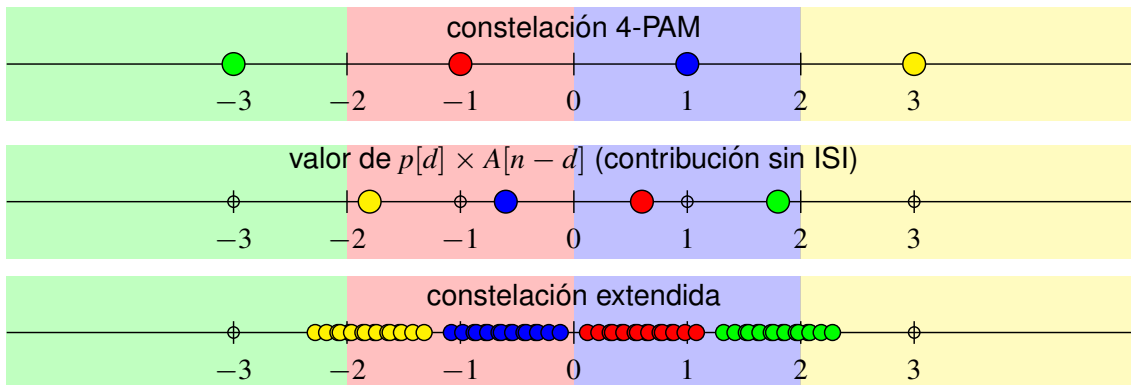 constelación 4-PAM
−3 −2 −1 0 1 2 3
valor de p[d] × A[n − d] (contribución sin ISI)
−3 −2 −1 0 1 2 3
constelación extendida
−3 −2 −1 0 1 2 3